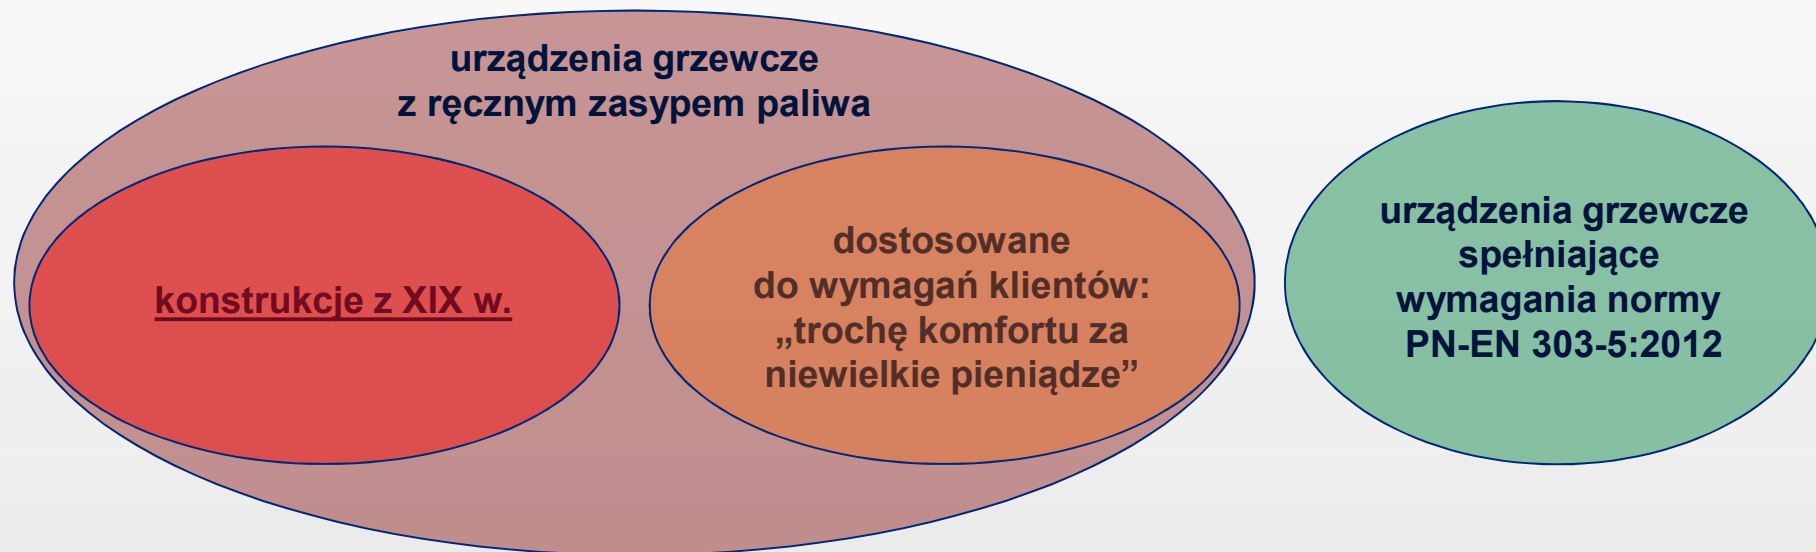 urządzenia grzewcze
z ręcznym zasypem paliwa
konstrukcje z XIX w.
dostosowane
do wymagań klientów:
„trochę komfortu za
niewielkie pieniądze”
urządzenia grzewcze
spełniające
wymagania normy
PN-EN 303-5:2012